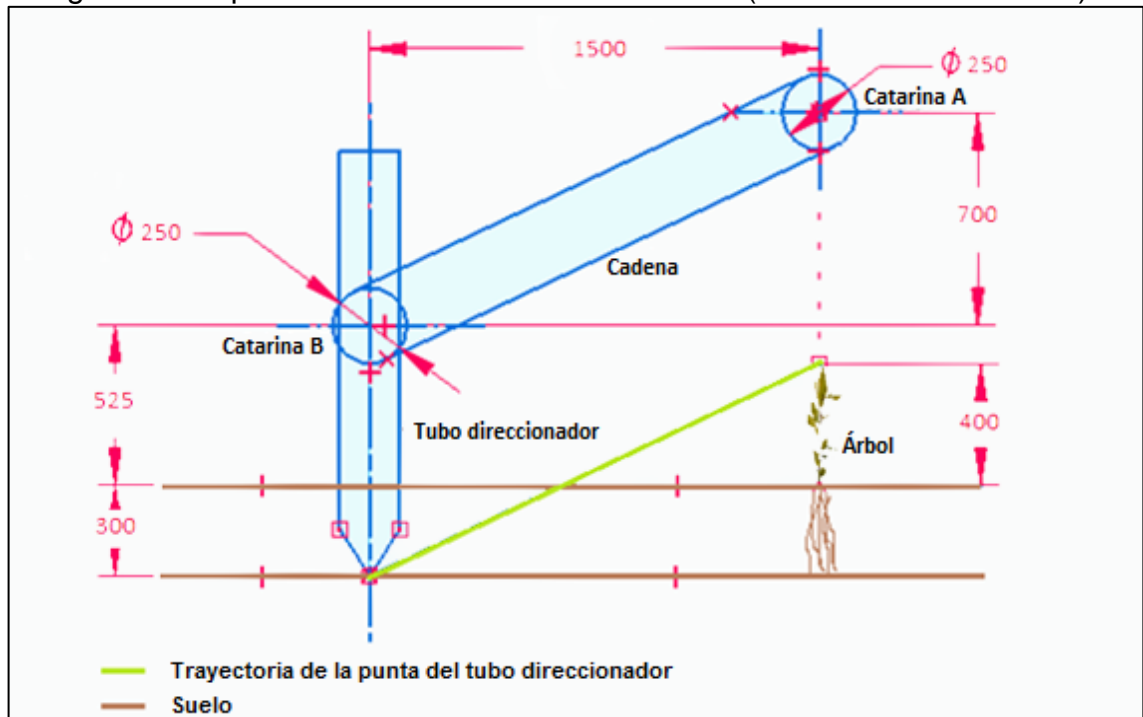 1500
Ф 250
Catarina A
700
Ф 250
Cadena
Catarina B
525
Tubo direccionador
400
Árbol
300
Trayectoria de la punta del tubo direccionador
Suelo